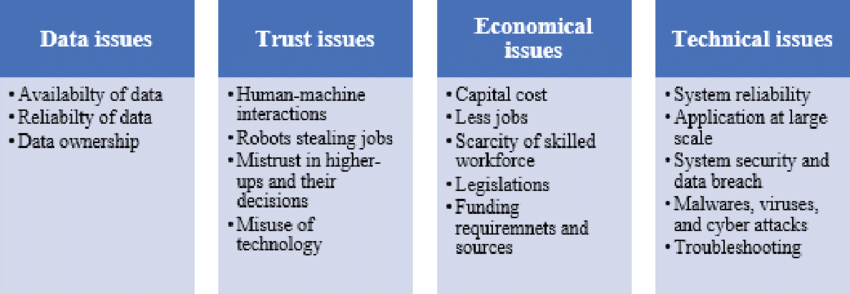 Data issues
• Availabilty of data
• Reliabilty of data
• Data ownership
Trust issues
• Human-machine
interactions
• Robots stealing jobs
• Mistrust in higher-
ups and their
decisions
• Misuse of
technology
Economical
issues
• Capital cost
• Less jobs
• Scarcity of skilled
workforce
• Legislations
• Funding
requiremnets and
sources
Technical issues
• System reliability
• Application at large
scale
• System security and
data breach
• Malwares, viruses,
and cyber attacks
• Troubleshooting